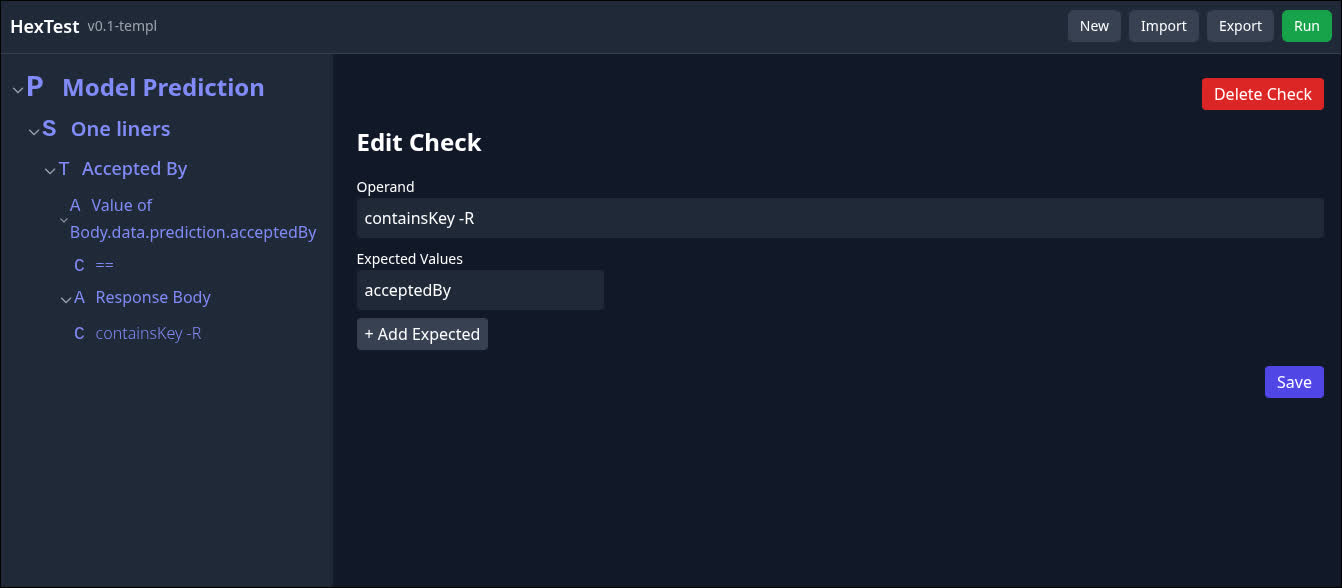 HexTest v0.1-templ
New Import Export Run
P Model Prediction
S One liners
T Accepted By
A Value of
Body.data.prediction.acceptedBy
C ==
A Response Body
C containsKey -R
Delete Check
Edit Check
Operand
containsKey -R
Expected Values
acceptedBy
+ Add Expected
Save